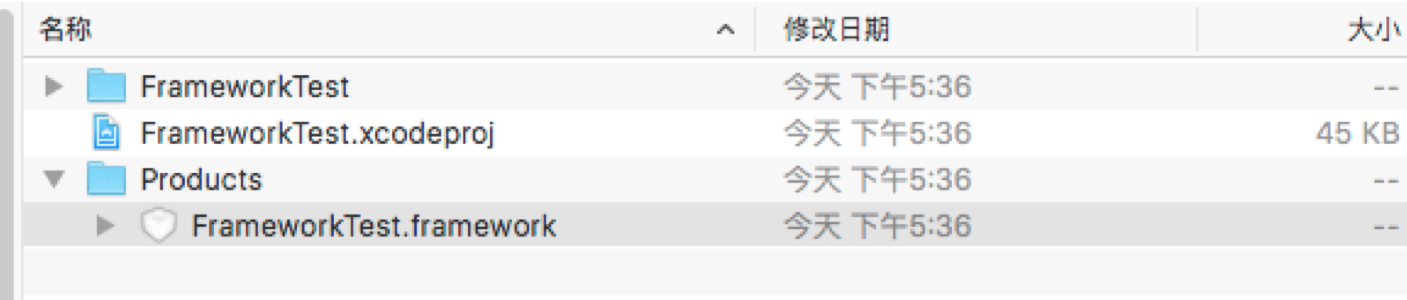 名称 修改日期 大小
FrameworkTest 今天 下午5:36 --
FrameworkTest.xcodeproj 今天 下午5:36 45 KB
Products 今天 下午5:36 --
FrameworkTest.framework 今天 下午5:36 --